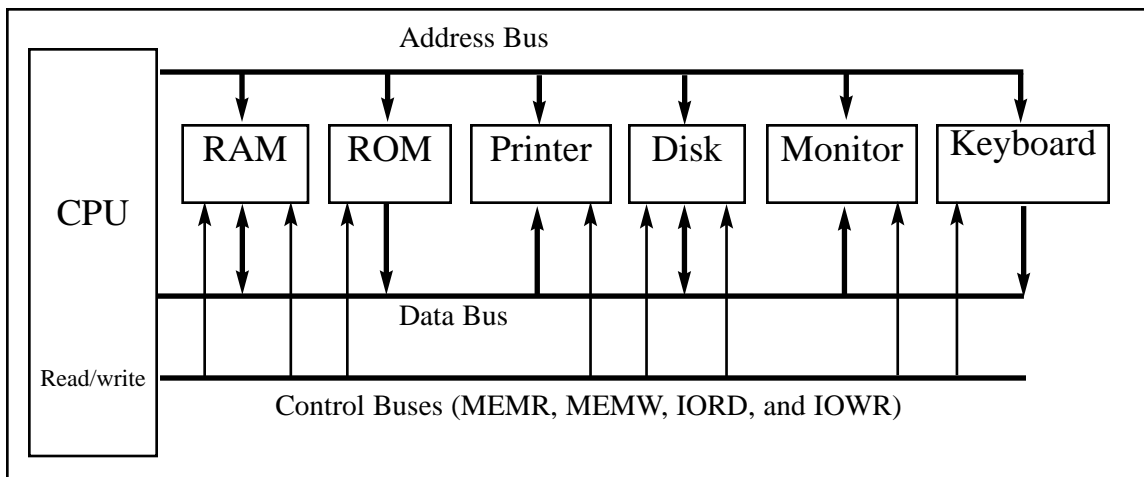 Address Bus
RAM
ROM
Printer
Disk
Monitor
Keyboard
CPU
Data Bus
Read/write
Control Buses (MEMR, MEMW, IORD, and IOWR)